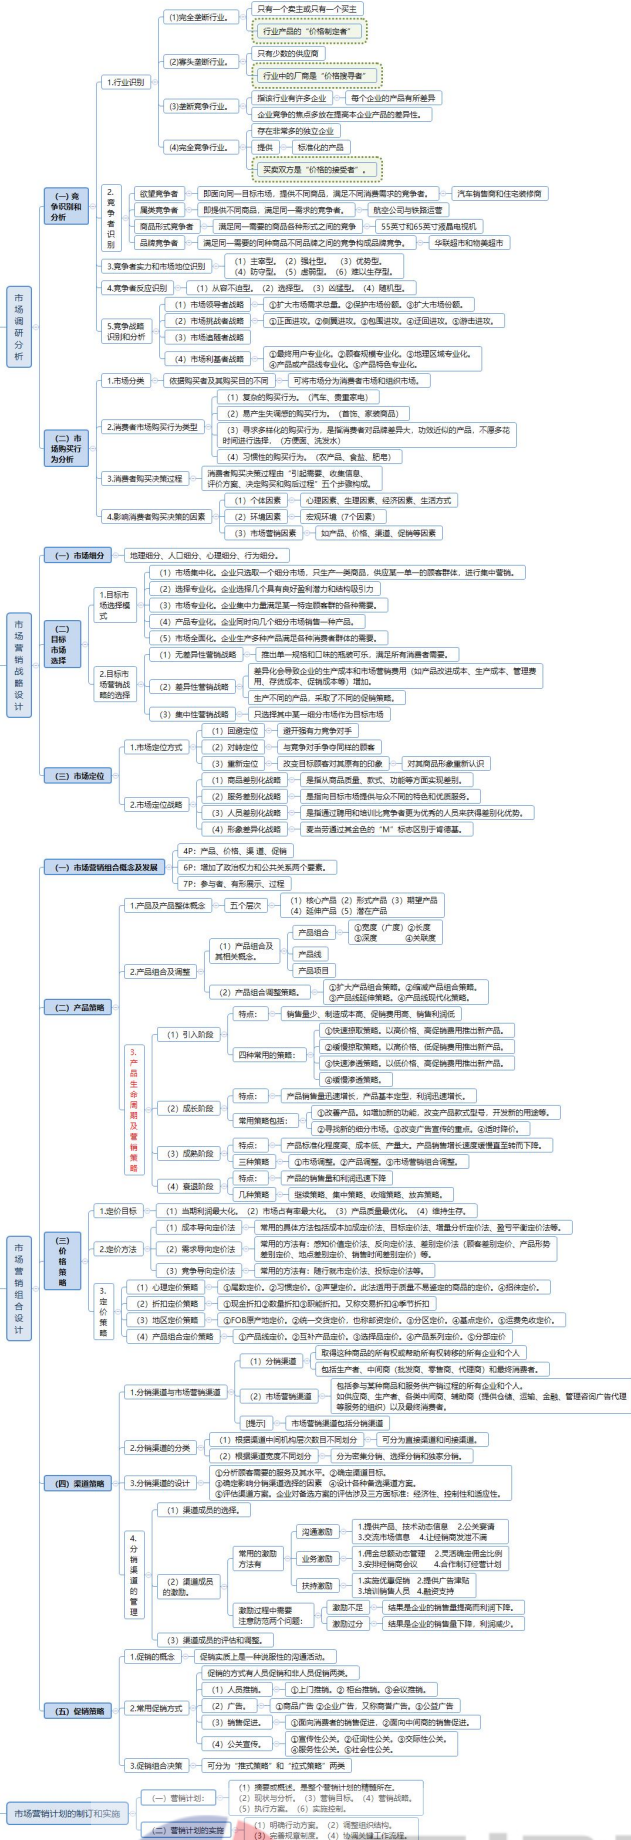 市场调研分析
(一)竞争识别和分析
1.行业识别
(1)完全垄断行业。
只有一个卖主或只有一个买主
行业产品的“价格制定者”
(2)寡头垄断行业。
只有少数的供应商
行业中的厂商是“价格搜寻者”
(3)垄断竞争行业。
指该行业有许多企业
每个企业的产品有所差异
企业竞争的焦点多放在提高本企业产品的差异性。
(4)完全竞争行业。
存在非常多的独立企业
提供
标准化的产品
买卖双方是“价格的接受者”。
2.竞争者识别
欲望竞争者
即面向同一目标市场，提供不同商品，满足不同消费需求的竞争者。
汽车销售商和住宅装修商
属类竞争者
即提供不同商品，满足同一需求的竞争者。
航空公司与铁路运营
商品形式竞争者
满足同一需要的商品各种形式之间的竞争
55英寸和65英寸液晶电视机
品牌竞争者
满足同一需要的同种商品不同品牌之间的竞争构成品牌竞争。
华联超市和物美超市
3.竞争者实力和市场地位识别
（1）主宰型。（2）强壮型。（3）优势型。
（4）防守型。（5）虚弱型。（6）难以生存型。
4.竞争者反应识别
（1）从容不迫型。（2）选择型。（3）凶猛型。（4）随机型。
5.竞争战略识别和分析
（1）市场领导者战略
①扩大市场需求总量。②保护市场份额。③扩大市场份额。
（2）市场挑战者战略
①正面进攻。②侧翼进攻。③包围进攻。④迂回进攻。⑤游击进攻。
（3）市场追随者战略
（4）市场利基者战略
①最终用户专业化。②顾客规模专业化。③地理区域专业化。
④产品或产品线专业化。⑤产品特色专业化。
(二)市场购买行为分析
1.市场分类
依据购买者及其购买目的不同
可将市场分为消费者市场和组织市场。
2.消费者市场购买行为类型
（1）复杂的购买行为。（汽车、贵重家电）
（2）易产生失调感的购买行为。（首饰、家装商品）
（3）寻求多样化的购买行为，是指消费者对品牌差异大，功效近似的产品，不愿多花
时间进行选择，（方便面、洗发水）
（4）习惯性的购买行为。（农产品、食盐、肥皂）
3.消费者购买决策过程
消费者购买决策过程由“引起需要、收集信息、
评价方案、决定购买和购后过程”五个步骤构成。
4.影响消费者购买决策的因素
（1）个体因素
心理因素、生理因素、经济因素、生活方式
（2）环境因素
宏观环境（7个因素）
（3）市场营销因素
如产品、价格、渠道、促销等因素
市场营销战略设计
(一)市场细分
地理细分、人口细分、心理细分、行为细分。
(二)目标市场选择
1.目标市场选择模式
（1）市场集中化。企业只选取一个细分市场，只生产一类商品，供应某一单一的顾客群体，进行集中营销。
（2）选择专业化。企业选择几个具有良好盈利潜力和结构吸引力
（3）市场专业化。企业集中力量满足某一特定顾客群的各种需要。
（4）产品专业化。企业同时向几个细分市场销售一种产品。
（5）市场全面化。企业生产多种产品满足各种消费者群体的需要。
2.目标市场营销战略的选择
（1）无差异性营销战略
推出单一规格和口味的瓶装可乐，满足所有消费者需要。
（2）差异性营销战略
差异化会导致企业的生产成本和市场营销费用（如产品改进成本、生产成本、管理费
用、存货成本、促销成本等）增加。
生产不同的产品，采取了不同的促销策略。
（3）集中性营销战略
只选择其中某一细分市场作为目标市场
(三)市场定位
1.市场定位方式
（1）回避定位
避开强有力竞争对手
（2）对峙定位
与竞争对手争夺同样的顾客
（3）重新定位
改变目标顾客对其原有的印象
对其商品形象重新认识
2.市场定位战略
（1）商品差别化战略
是指从商品质量、款式、功能等方面实现差别。
（2）服务差别化战略
是指向目标市场提供与众不同的特色和优质服务。
（3）人员差别化战略
是指通过聘用和培训比竞争者更为优秀的人员来获得差别化优势。
（4）形象差异化战略
麦当劳通过其金色的“M”标志区别于肯德基。
市场营销组合设计
(一)市场营销组合概念及发展
4P：产品、价格、渠 道、促销
6P：增加了政治权力和公共关系两个要素。
7P：参与者、有形展示、过程
(二)产品策略
1.产品及产品整体概念
五个层次
（1）核心产品（2）形式产品（3）期望产品
（4）延伸产品（5）潜在产品
2.产品组合及调整
（1）产品组合及其相关概念。
产品组合
①宽度（广度）②长度
③深度 ④关联度
产品线
产品项目
（2）产品组合调整策略。
①扩大产品组合策略。②缩减产品组合策略。
③产品线延伸策略。④产品线现代化策略。
3.产品生命周期及营销策略
（1）引入阶段
特点：
销售量少、制造成本高、促销费用高、销售利润低
四种常用的策略：
①快速掠取策略。以高价格、高促销费用推出新产品。
②缓慢掠取策略。以高价格、低促销费用推出新产品。
③快速渗透策略。以低价格、高促销费用推出新产品。
④缓慢渗透策略。
（2）成长阶段
特点：
产品销售量迅速增长，产品基本定型，利润迅速增长。
常用策略包括：
①改善产品。如增加新的功能、改变产品款式型号，开发新的用途等。
②寻找新的细分市场。③改变广告宣传的重点。④适时降价。
（3）成熟阶段
特点：
产品标准化程度高、成本低、产量大。产品销售增长速度缓慢直至转而下降。
三种策略
①市场调整。②产品调整。③市场营销组合调整。
（4）衰退阶段
特点：
产品的销售量和利润迅速下降
几种策略
继续策略、集中策略、收缩策略、放弃策略。
(三)价格策略
1.定价目标
（1）当期利润最大化。（2）市场占有率最大化。（3）产品质量最优化。（4）维持生存。
2.定价方法
（1）成本导向定价法
常用的具体方法包括成本加成定价法、目标定价法、增量分析定价法、盈亏平衡定价法等。
（2）需求导向定价法
常用的方法有：感知价值定价法、反向定价法、差别定价法（顾客差别定价、产品形势
差别定价、地点差别定价、销售时间差别定价）等。
（3）竞争导向定价法
常用的方法有：随行就市定价法、投标定价法等。
3.定价策略
（1）心理定价策略
①尾数定价。②习惯定价。③声望定价，此法适用于质量不易鉴定的商品的定价。④招徕定价。
（2）折扣定价策略
①现金折扣②数量折扣③职能折扣，又称交易折扣④季节折扣
（3）地区定价策略
①FOB原产地定价。②统一交货定价，也称邮资定价。③分区定价。④基点定价。⑤运费免收定价。
（4）产品组合定价策略
①产品线定价。②互补产品定价。③选择品定价。④产品系列定价。⑤分部定价
(四)渠道策略
1.分销渠道与市场营销渠道
（1）分销渠道
取得这种商品的所有权或帮助所有权转移的所有企业和个人
包括生产者、中间商（批发商、零售商、代理商）和最终消费者。
（2）市场营销渠道
包括参与某种商品和服务供产销过程的所有企业和个人。
如供应商、生产者、各类中间商、辅助商（提供仓储、运输、金融、管理咨询广告代理
等服务的组织）以及最终消费者。
[提示]
市场营销渠道包括分销渠道
2.分销渠道的分类
（1）根据渠道中间机构层次数目不同划分
可分为直接渠道和间接渠道。
（2）根据渠道宽度不同划分
分为密集分销、选择分销和独家分销。
3.分销渠道的设计
①分析顾客需要的服务及其水平。②确定渠道目标。
③确定影响分销渠道选择的因素 ④设计各种备选渠道方案。
⑤评估渠道方案。企业对备选方案的评估涉及三方面标准：经济性、控制性和适应性。
4.分销渠道的管理
（1）渠道成员的选择。
（2）渠道成员的激励。
常用的激励方法有
沟通激励
1.提供产品、技术动态信息 2.公关宴请
3.交流市场信息 4.让经销商发泄不满
业务激励
1.佣金总额动态管理 2.灵活确定佣金比例
3.安排经销商会议 4.合作制订经营计划
扶持激励
1.实施优惠促销 2.提供广告津贴
3.培训销售人员 4.融资支持
激励过程中需要注意防范两个问题：
激励不足
结果是企业的销售量提高而利润下降。
激励过分
结果是企业的销售量下降，利润减少。
（3）渠道成员的评估和调整。
(五)促销策略
1.促销的概念
促销实质上是一种说服性的沟通活动。
2.常用促销方式
促销的方式有人员促销和非人员促销两类。
（1）人员推销。
①上门推销。② 柜台推销。③会议推销。
（2）广告。
①商品广告 ②企业广告，又称商誉广告。③公益广告
（3）销售促进。
①面向消费者的销售促进，②面向中间商的销售促进。
（4）公关宣传。
①宣传性公关。②征询性公关。③交际性公关。
④服务性公关。⑤社会性公关。
3.促销组合决策
可分为“推式策略”和“拉式策略”两类
市场营销计划的制订和实施
（一）营销计划：
（1）摘要或概述。是整个营销计划的精髓所在。
（2）现状与分析。（3）营销目标。（4）营销战略。
（5）执行方案。（6）实施控制。
(二）营销计划的实施
（1）明确行动方案。（2）调整组织结构。
（3）完善规章制度。（4）协调关键工作流程。